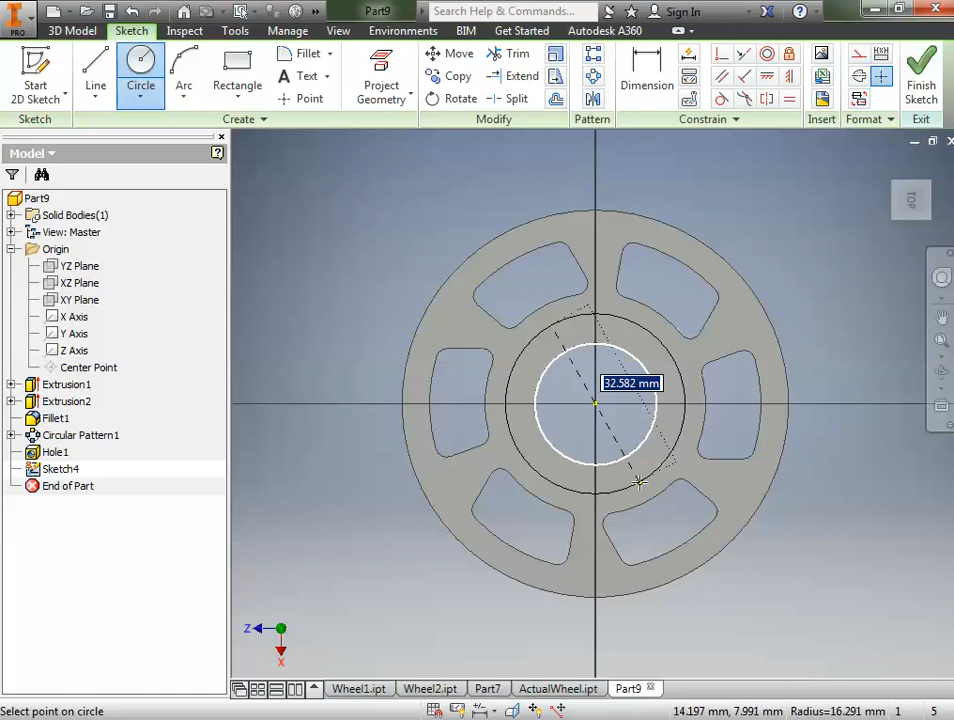 Part9
Search Help & Commands...
Sign In
PRO
3D Model
Sketch
Inspect
Tools
Manage
View
Environments
BIM
Get Started
Autodesk A360
Start
2D Sketch
Line
Circle
Arc
Rectangle
Fillet
Text
Point
Project
Geometry
Move
Copy
Rotate
Trim
Extend
Split
Dimension
Finish
Sketch
Sketch
Create
Modify
Pattern
Constrain
Insert
Format
Exit
Model
Part9
Solid Bodies(1)
View: Master
Origin
YZ Plane
XZ Plane
XY Plane
X Axis
Y Axis
Z Axis
Center Point
Extrusion1
Extrusion2
Fillet1
Circular Pattern1
Hole1
Sketch4
End of Part
TOP
32.582 mm
Z
X
Wheel1.ipt
Wheel2.ipt
Part7
ActualWheel.ipt
Part9
Select point on circle
14.197 mm, 7.991 mm
Radius=16.291 mm
1
5